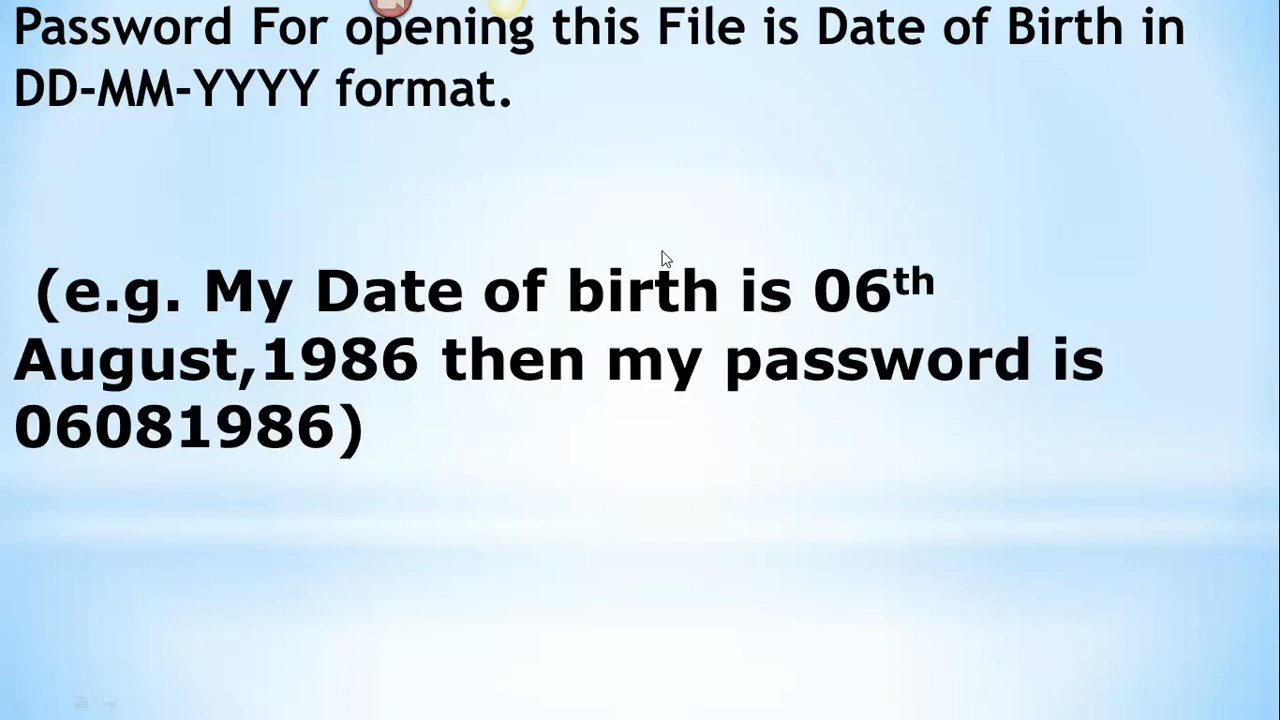 Password For opening this File is Date of Birth in
DD-MM-YYYY format.
(e.g. My Date of birth is 06th
August,1986 then my password is
06081986)